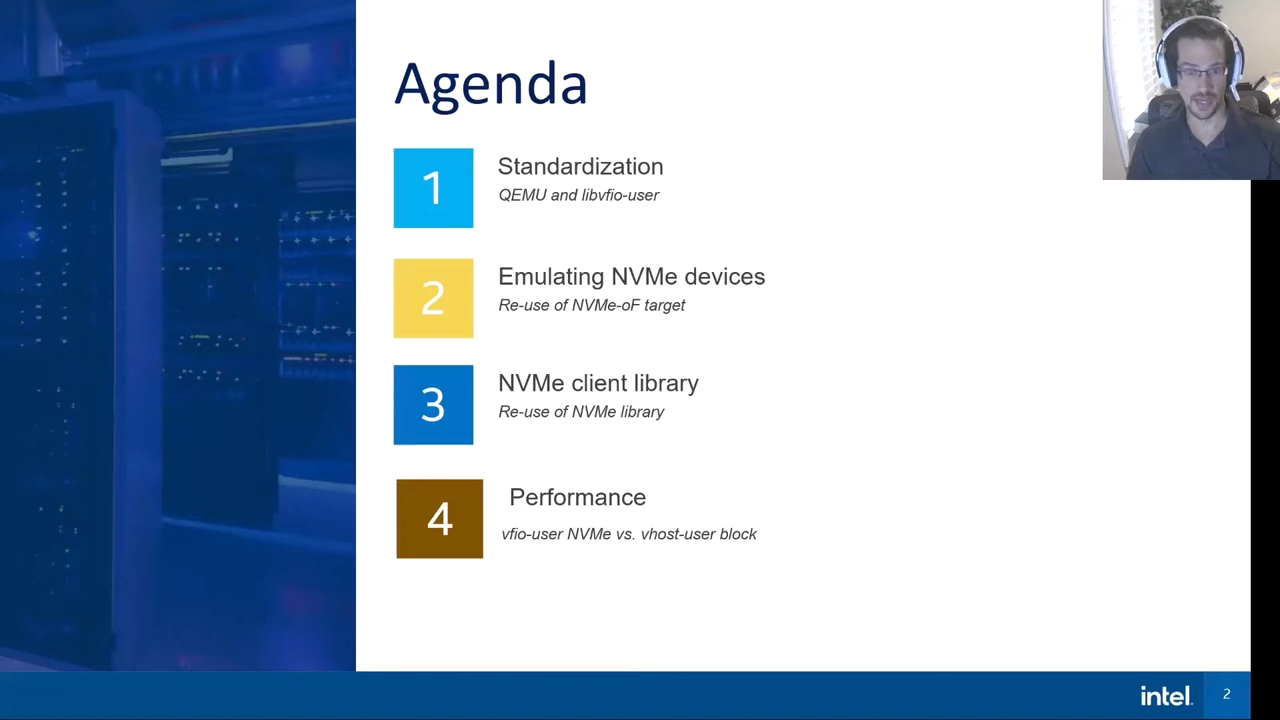 Agenda
1
Standardization
QEMU and libvfio-user
2
Emulating NVMe devices
Re-use of NVMe-oF target
3
NVMe client library
Re-use of NVMe library
4
Performance
vfio-user NVMe vs. vhost-user block
intel.
2